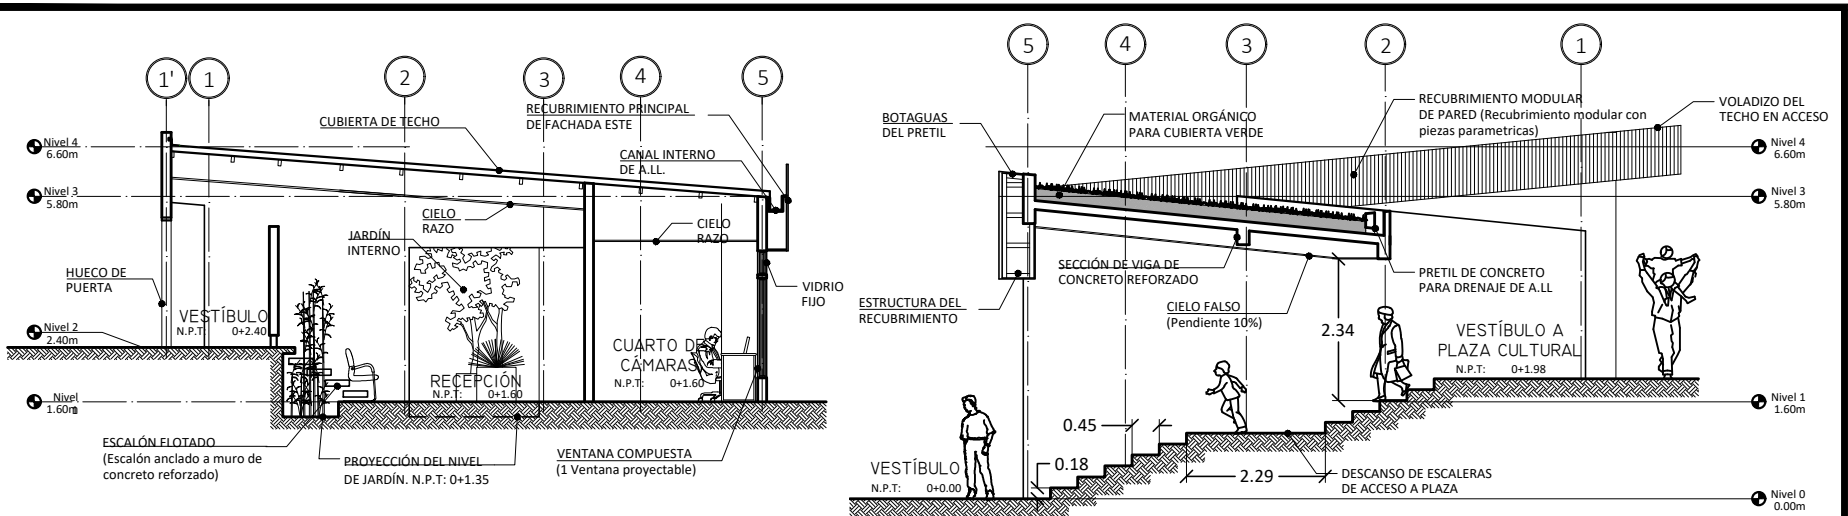 1'
1
2
3
4
5
RECUBRIMIENTO PRINCIPAL
DE FACHADA ESTE
CUBIERTA DE TECHO
CANAL INTERNO
DE A.LL.
Nivel 4
6.60m
Nivel 3
5.80m
CIELO
RAZO
CIELO
RAZO
JARDÍN
INTERNO
HUECO DE
PUERTA
VIDRIO
FIJO
VESTÍBULO
N.P.T: 0+2.40
Nivel 2
2.40m
CUARTO DE
CÁMARAS
N.P.T: 0+1.60
RECEPCIÓN
N.P.T: 0+1.60
Nivel 1
1.60m
ESCALÓN FLOTADO
(Escalón anclado a muro de
concreto reforzado)
PROYECCIÓN DEL NIVEL
DE JARDÍN. N.P.T: 0+1.35
VENTANA COMPUESTA
(1 Ventana proyectable)
5
4
3
2
1
BOTAGUAS
DEL PRETIL
MATERIAL ORGÁNICO
PARA CUBIERTA VERDE
RECUBRIMIENTO MODULAR
DE PARED (Recubrimiento modular con
piezas parametricas)
VOLADIZO DEL
TECHO EN ACCESO
Nivel 4
6.60m
Nivel 3
5.80m
SECCIÓN DE VIGA DE
CONCRETO REFORZADO
PRETIL DE CONCRETO
PARA DRENAJE DE A.LL
ESTRUCTURA DEL
RECUBRIMIENTO
CIELO FALSO
(Pendiente 10%)
2.34
VESTÍBULO A
PLAZA CULTURAL
N.P.T: 0+1.98
Nivel 1
1.60m
0.45
0.18
2.29
VESTÍBULO
N.P.T: 0+0.00
DESCANSO DE ESCALERAS
DE ACCESO A PLAZA
Nivel 0
0.00m